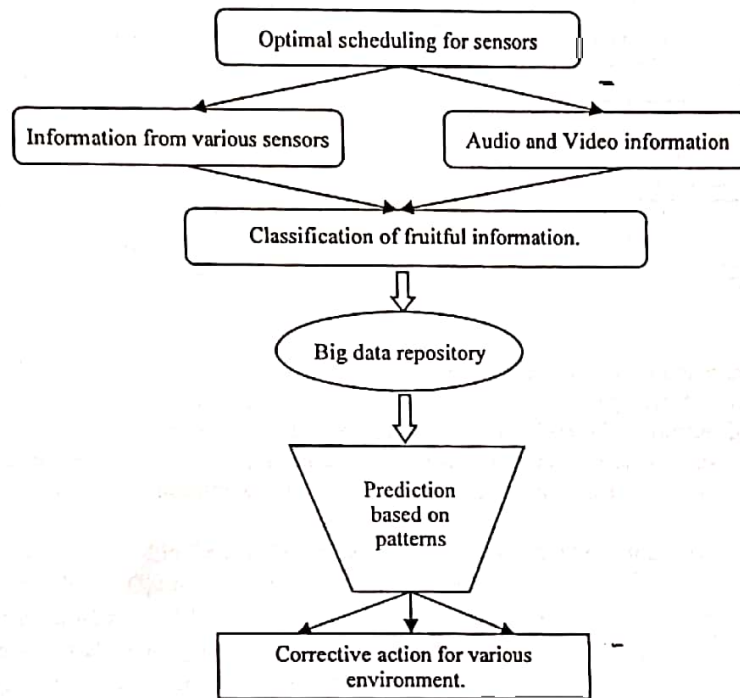 Optimal scheduling for sensors
Information from various sensors
Audio and Video information
Classification of fruitful information.
Big data repository
Prediction
based on
patterns
Corrective action for various
environment.